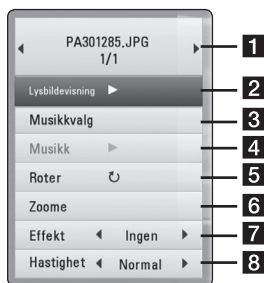 PA301285.JPG
1/1
1
Lysbildevisning
2
Musikkvalg
3
Musikk
4
Roter
5
Zoome
6
Effekt Ingen
7
Hastighet Normal
8